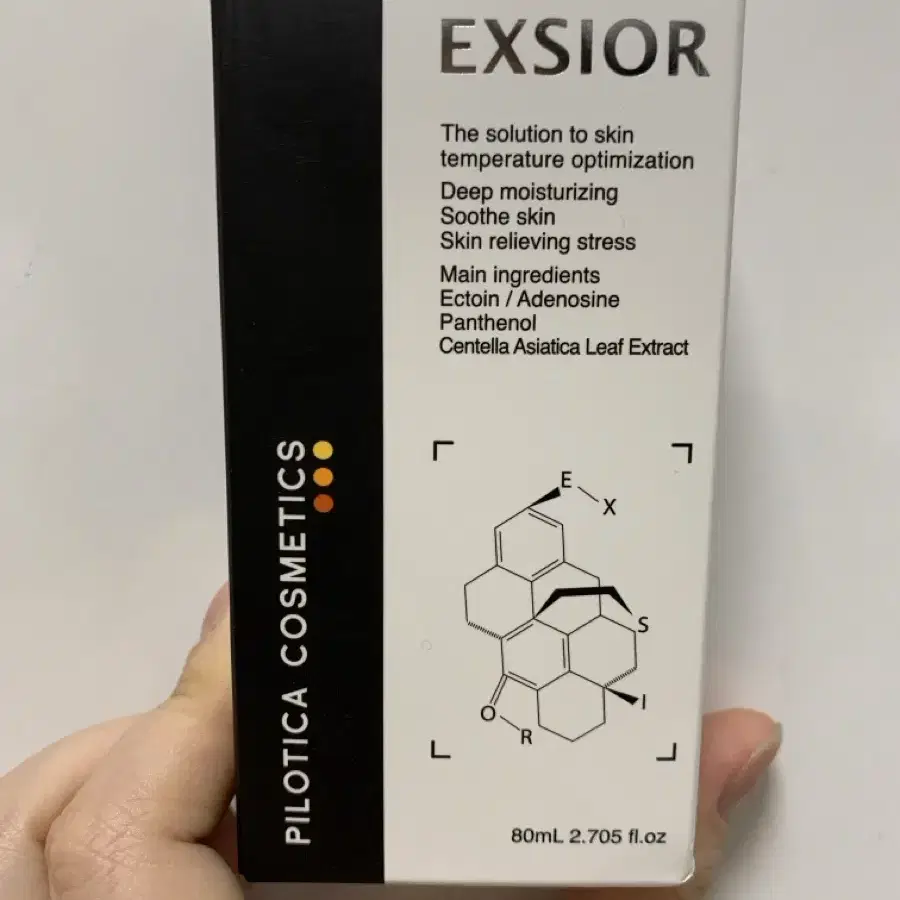 EXSIOR
The solution to skin
temperature optimization
Deep moisturizing
Soothe skin
Skin relieving stress
Main ingredients
Ectoin / Adenosine
Panthenol
Centella Asiatica Leaf Extract
PILOTICA COSMETICS
E
X
S
I
O
R
80mL 2.705 fl.oz